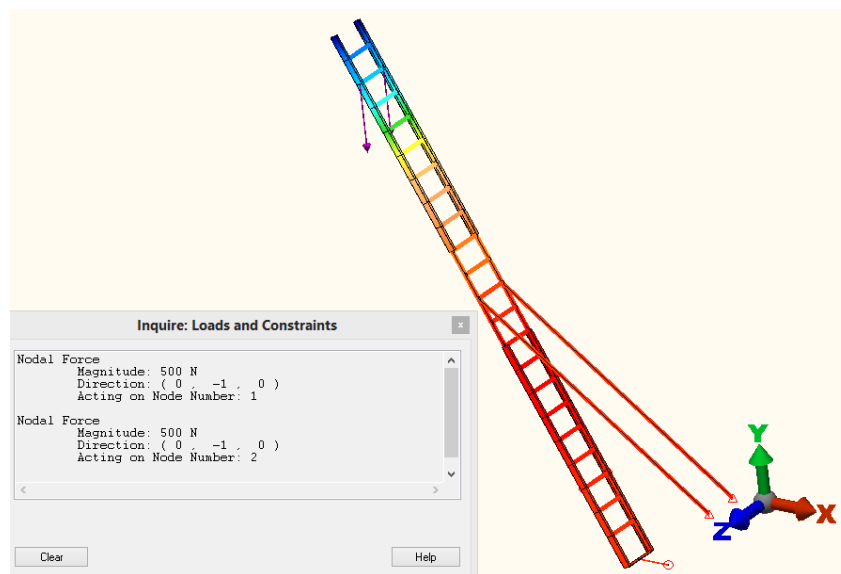 Inquire: Loads and Constraints
x
Nodal Force
Magnitude: 500 N
Direction: ( 0 , -1 , 0 )
Acting on Node Number: 1
Nodal Force
Magnitude: 500 N
Direction: ( 0 , -1 , 0 )
Acting on Node Number: 2
Clear
Help
Y
Z
X